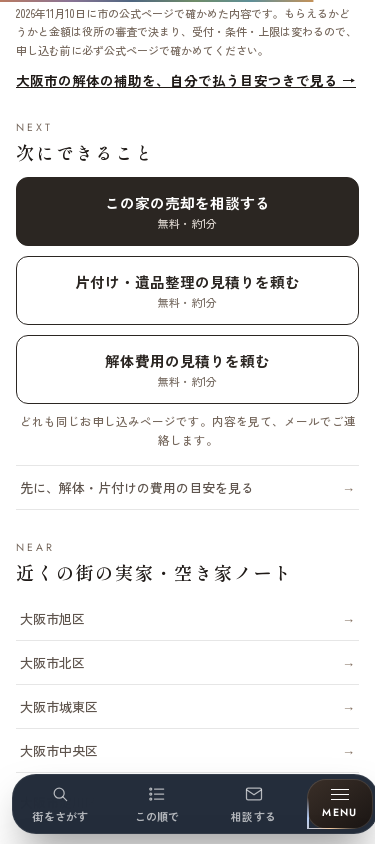 2026年11月10日に市の公式ページで確かめた内容です。もらえるかど
うかと金額は役所の審査で決まり、受付・条件・上限は変わるので、
申し込む前に必ず公式ページで確かめてください。
大阪市の解体の補助を、自分で払う目安つきで見る →
NEXT
次にできること
この家の売却を相談する
無料・約1分
片付け・遺品整理の見積りを頼む
無料・約1分
解体費用の見積りを頼む
無料・約1分
どれも同じお申し込みページです。内容を見て、メールでご連
絡します。
先に、解体・片付けの費用の目安を見る →
NEAR
近くの街の実家・空き家ノート
大阪市旭区 →
大阪市北区 →
大阪市城東区 →
大阪市中央区 →
街をさがす この順で 相談する MENU